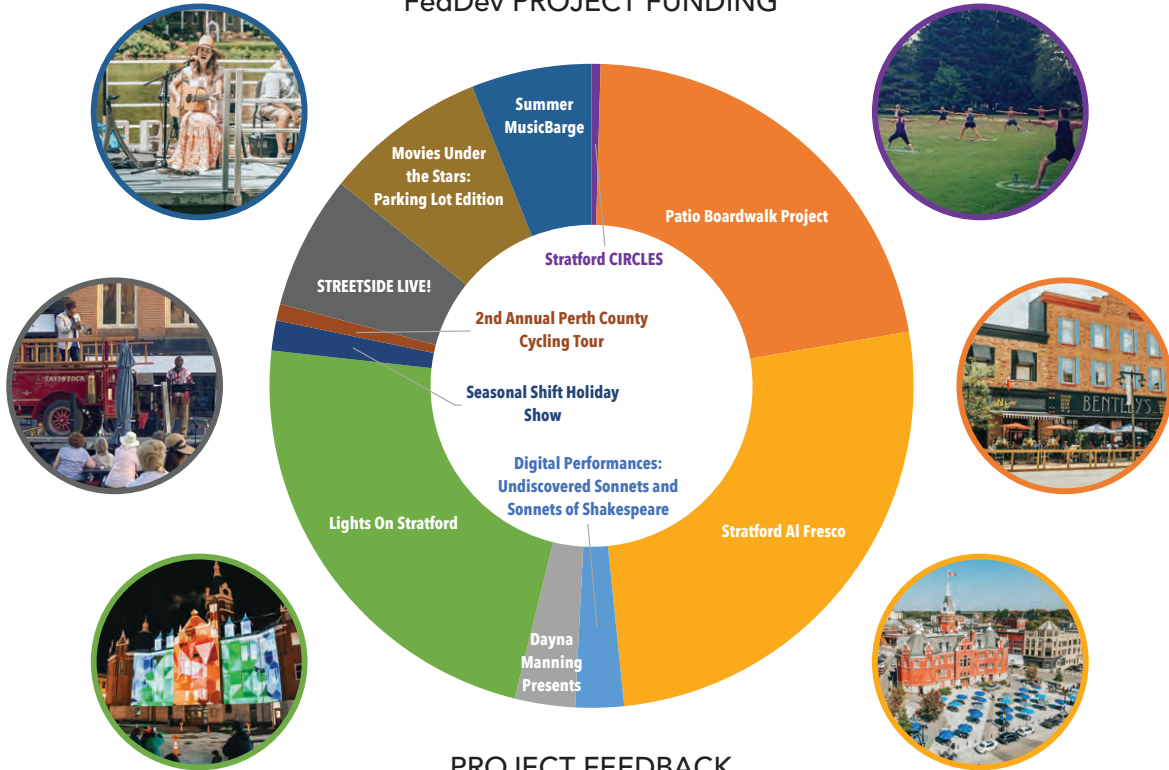 FedDev PROJECT FUNDING
Summer
MusicBarge
Movies Under
the Stars:
Parking Lot Edition
Patio Boardwalk Project
Stratford CIRCLES
STREETSIDE LIVE!
2nd Annual Perth County
Cycling Tour
TAVISTOCK
Seasonal Shift Holiday
Show
BENTLEYS
Digital Performances:
Undiscovered Sonnets and
Sonnets of Shakespeare
Lights On Stratford
Stratford Al Fresco
Dayna
Manning
Presents
PROJECT FEEDBACK